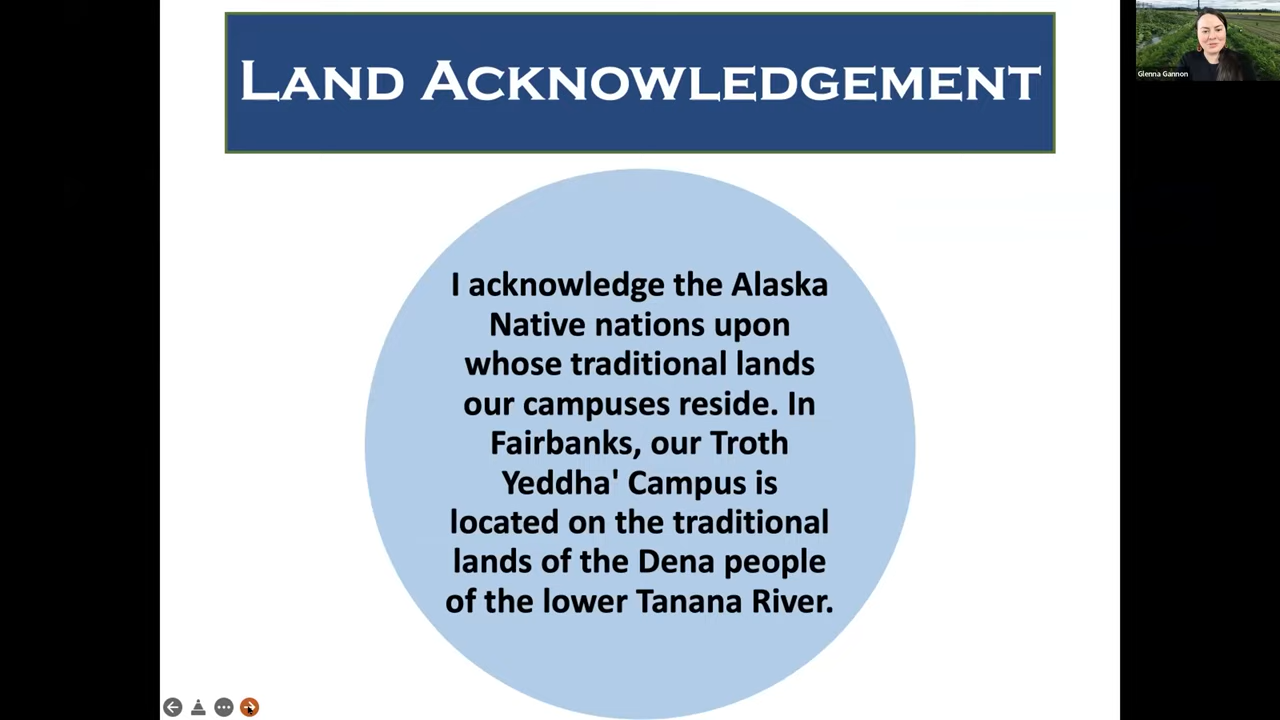 LAND ACKNOWLEDGEMENT
Glenna Gannon
I acknowledge the Alaska
Native nations upon
whose traditional lands
our campuses reside. In
Fairbanks, our Troth
Yeddha' Campus is
located on the traditional
lands of the Dena people
of the lower Tanana River.